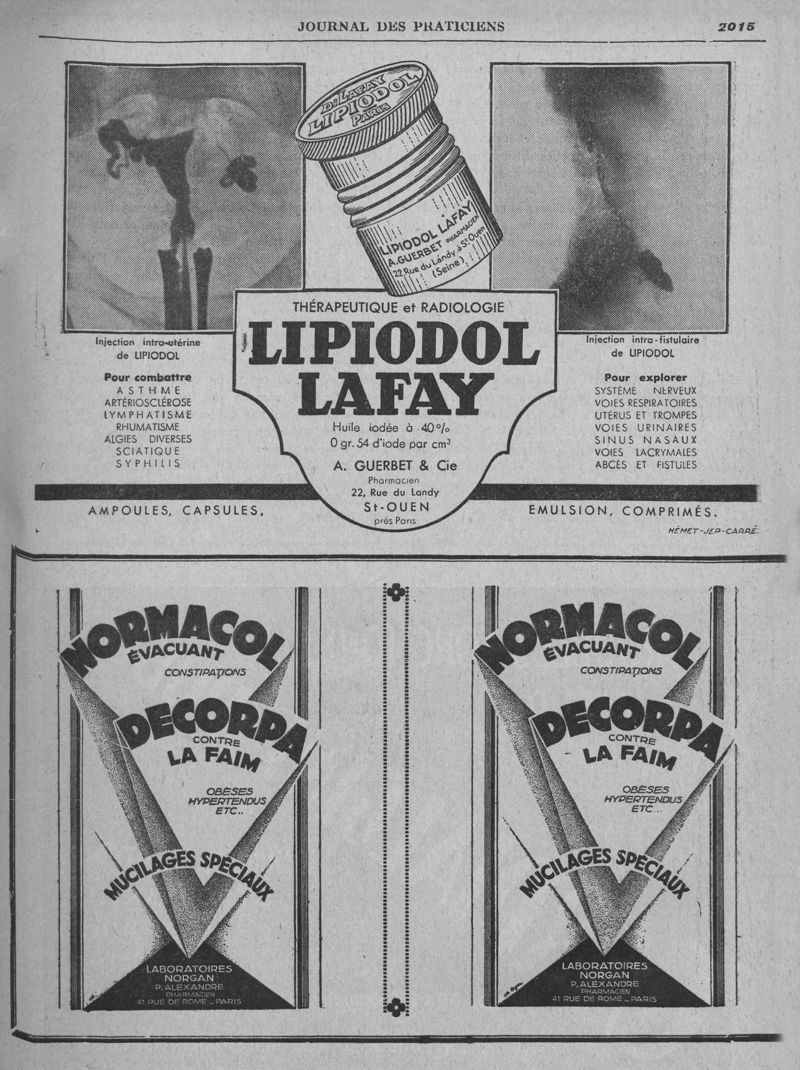 JOURNAL DES PRATICIENS
2015
Dr LAFAY
LIPIODOL
PARIS
LIPIODOL LAFAY
A. GUERBET PHARMACIEN
22 Rue du Landy à St Ouen
(Seine)
Injection intra-utérine
de LIPIODOL
Pour combattre
ASTHME
ARTÉRIOSCLÉROSE
LYMPHATISME
RHUMATISME
ALGIES DIVERSES
SCIATIQUE
SYPHILIS
THÉRAPEUTIQUE et RADIOLOGIE
LIPIODOL
LAFAY
Huile iodée à 40%
0 gr. 54 d'iode par cm³
A. GUERBET & Cie
Pharmacien
22, Rue du Landy
St-OUEN
près Paris
Injection intra-fistulaire
de LIPIODOL
Pour explorer
SYSTÈME NERVEUX
VOIES RESPIRATOIRES
UTÉRUS ET TROMPES
VOIES URINAIRES
SINUS NASAUX
VOIES LACRYMALES
ABCÈS ET FISTULES
AMPOULES, CAPSULES,
EMULSION, COMPRIMÉS.
HÉMET-JEP-CARRÉ
NORMACOL
ÉVACUANT
CONSTIPATIONS
DECORPA
CONTRE
LA FAIM
OBÈSES
HYPERTENDUS
ETC..
MUCILAGES SPÉCIAUX
LABORATOIRES
NORGAN
P. ALEXANDRE
PHARMACIEN
41 RUE DE ROME _ PARIS
NORMACOL
ÉVACUANT
CONSTIPATIONS
DECORPA
CONTRE
LA FAIM
OBÈSES
HYPERTENDUS
ETC...
MUCILAGES SPÉCIAUX
LABORATOIRES
NORGAN
P. ALEXANDRE
PHARMACIEN
41 RUE DE ROME _ PARIS